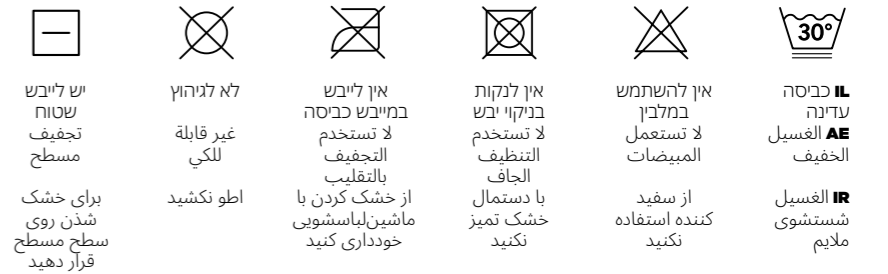 30°
IL כביסה
עדינה
AE الغسيل
الخفيف
IR الغسيل
شستشوی
ملایم
אין להשתמש
במלבין
لا تستعمل
المبيضات
از سفید
کننده استفاده
نکنید
אין לנקות
בניקוי יבש
لا تستخدم
التنظيف
الجاف
با دستمال
خشک تمیز
نکنید
אין לייבש
במייבש כביסה
لا تستخدم
التجفيف
بالتقليب
از خشک کردن با
ماشین‌لباسشویی
خودداری کنید
לא לגיהוץ
غير قابلة
للكي
اطو نکشید
יש לייבש
שטוח
تجفيف
مسطح
برای خشک
شذن روی
سطح مسطح
قرار دهید